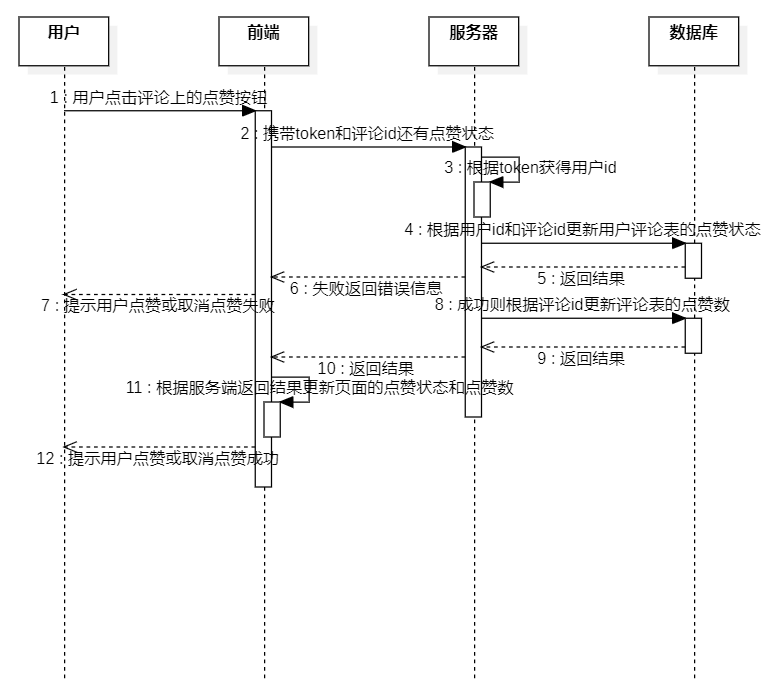 用户 前端 服务器 数据库
1 : 用户点击评论上的点赞按钮
2 : 携带token和评论id还有点赞状态
3 : 根据token获得用户id
4 : 根据用户id和评论id更新用户评论表的点赞状态
5 : 返回结果
6 : 失败返回错误信息
7 : 提示用户点赞或取消点赞失败
8 : 成功则根据评论id更新评论表的点赞数
9 : 返回结果
10 : 返回结果
11 : 根据服务端返回结果更新页面的点赞状态和点赞数
12 : 提示用户点赞或取消点赞成功